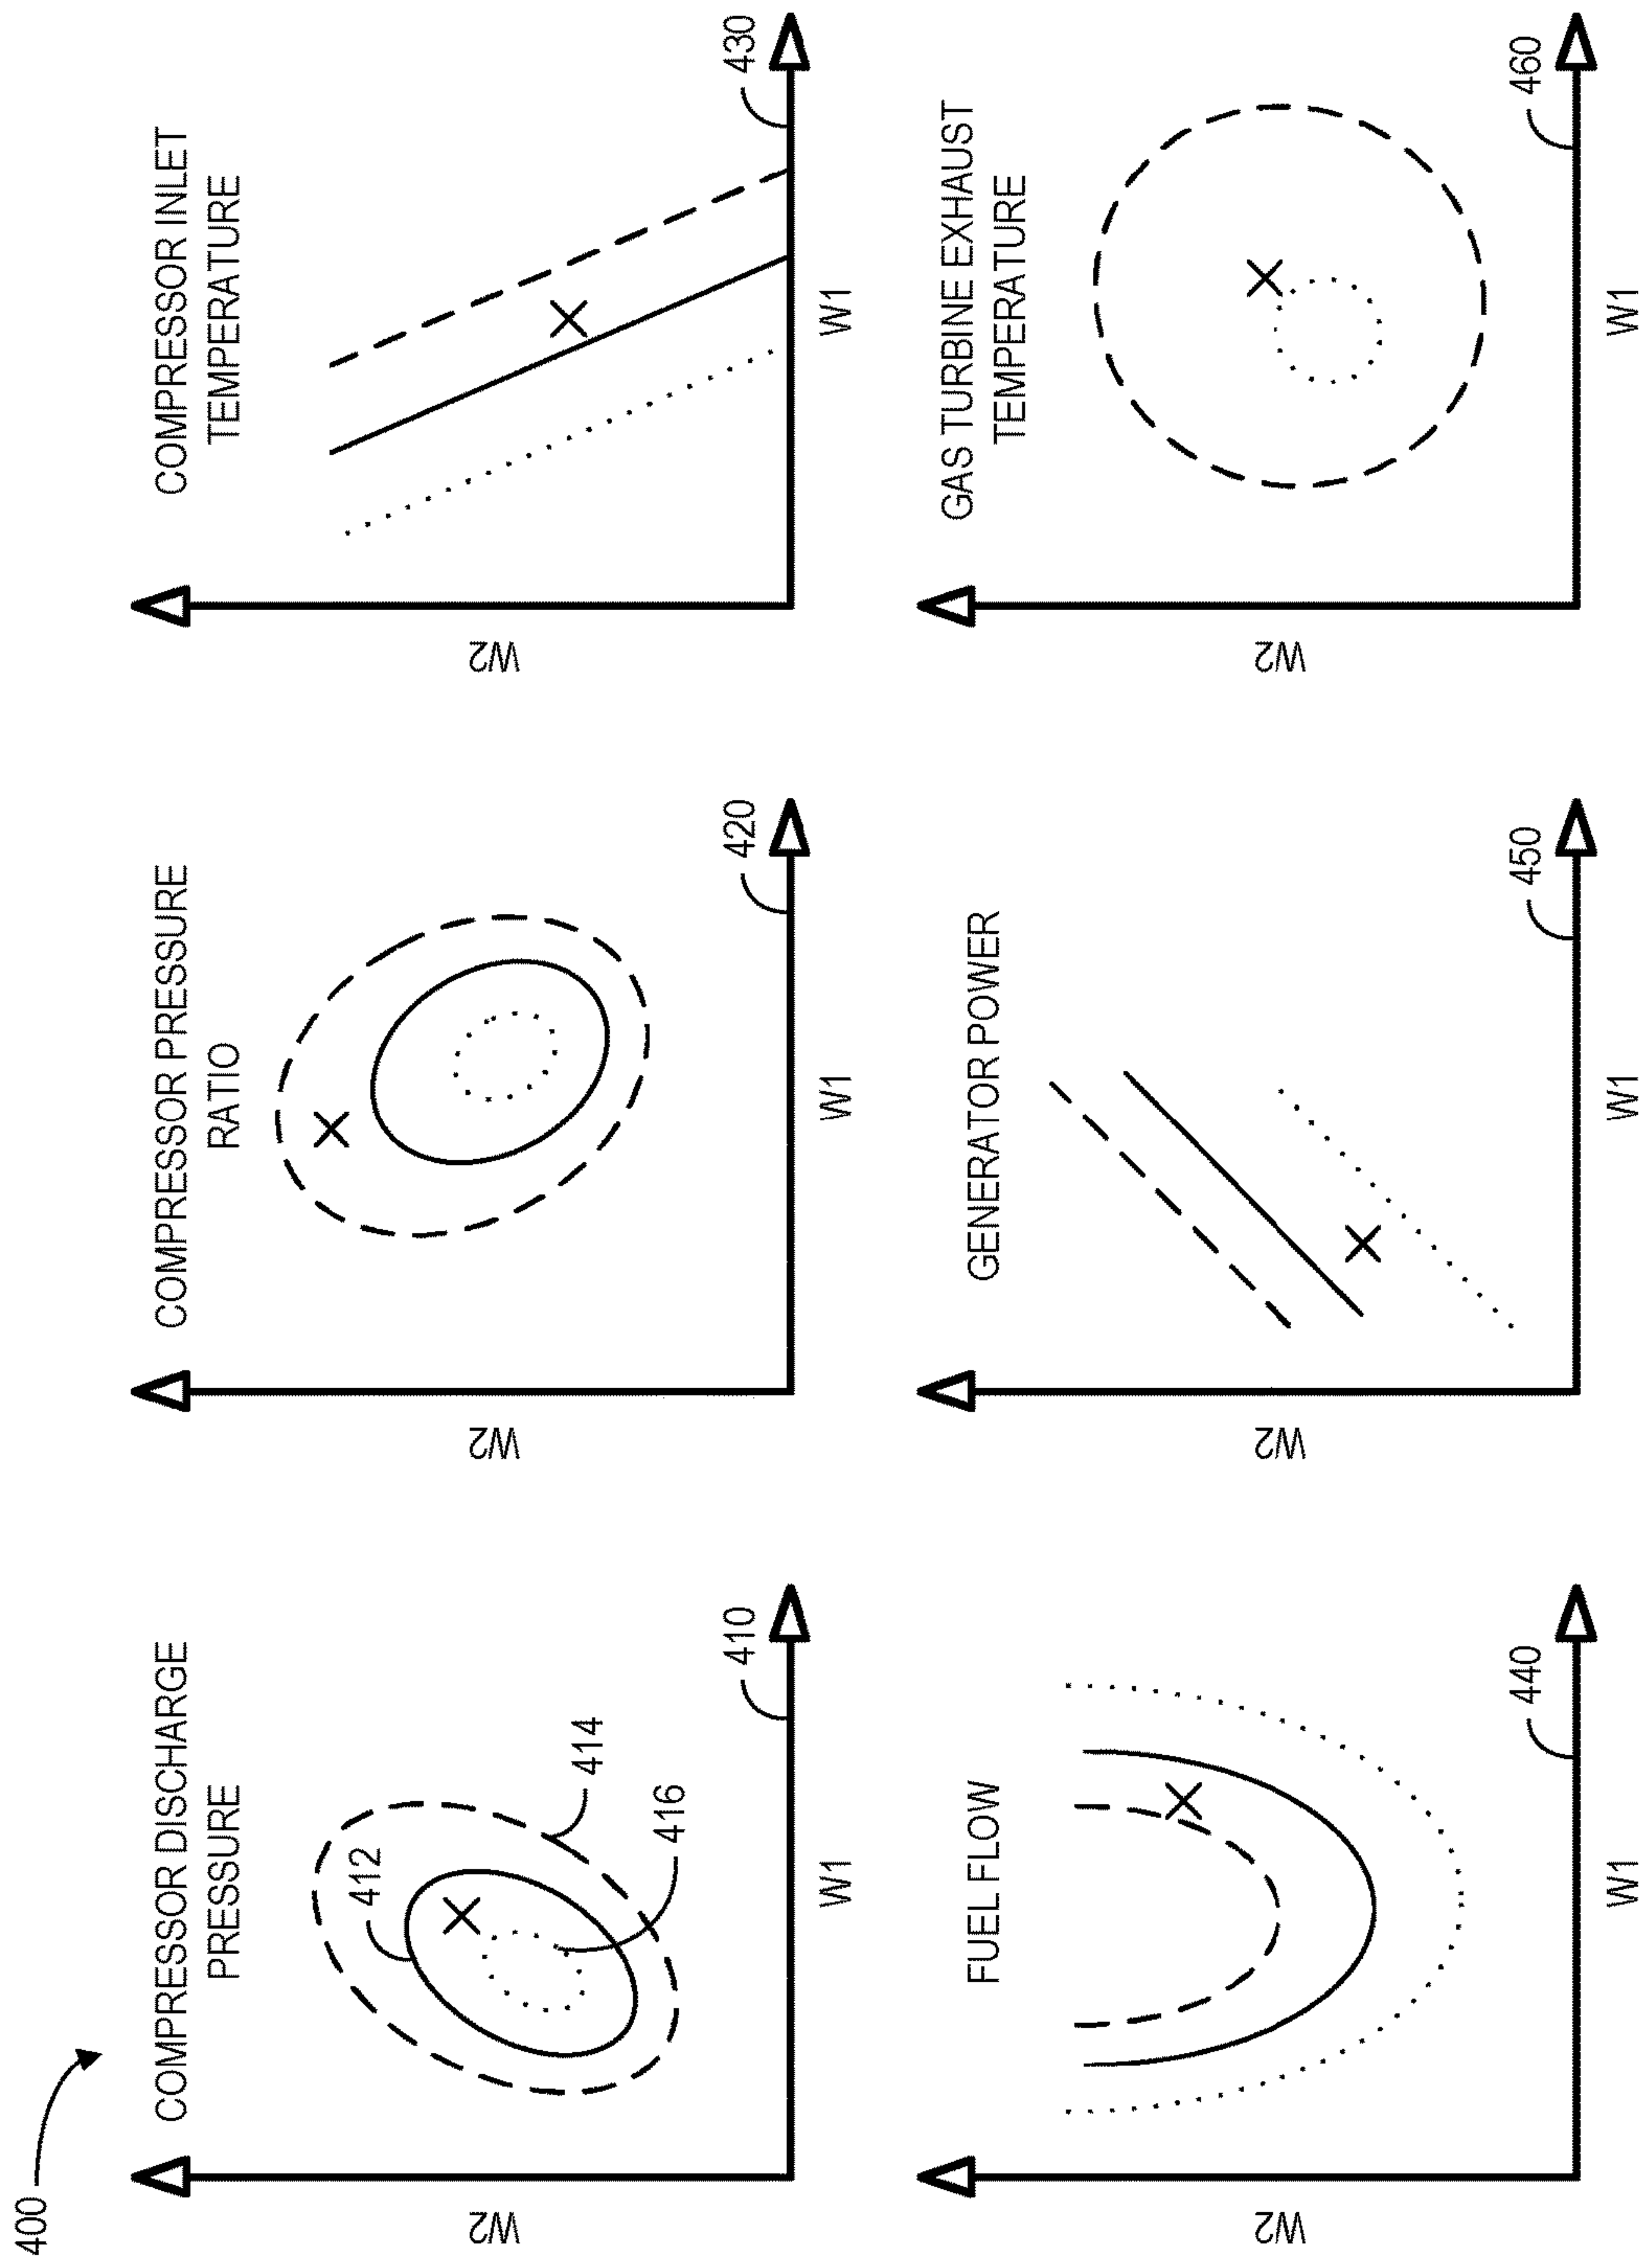 400
COMPRESSOR DISCHARGE
PRESSURE
412
414
416
410
W2
W1
COMPRESSOR PRESSURE
RATIO
420
W2
W1
COMPRESSOR INLET
TEMPERATURE
430
W2
W1
FUEL FLOW
440
W2
W1
GENERATOR POWER
450
W2
W1
GAS TURBINE EXHAUST
TEMPERATURE
460
W2
W1